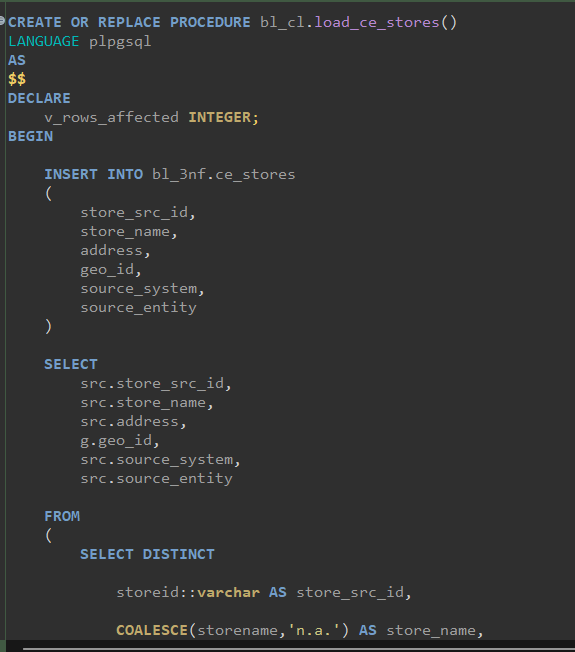 CREATE OR REPLACE PROCEDURE bl_cl.load_ce_stores()
LANGUAGE plpgsql
AS
$$
DECLARE
    v_rows_affected INTEGER;
BEGIN
    INSERT INTO bl_3nf.ce_stores
    (
        store_src_id,
        store_name,
        address,
        geo_id,
        source_system,
        source_entity
    )
    SELECT
        src.store_src_id,
        src.store_name,
        src.address,
        g.geo_id,
        src.source_system,
        src.source_entity
    FROM
    (
        SELECT DISTINCT
            storeid::varchar AS store_src_id,
            COALESCE(storename,'n.a.') AS store_name,